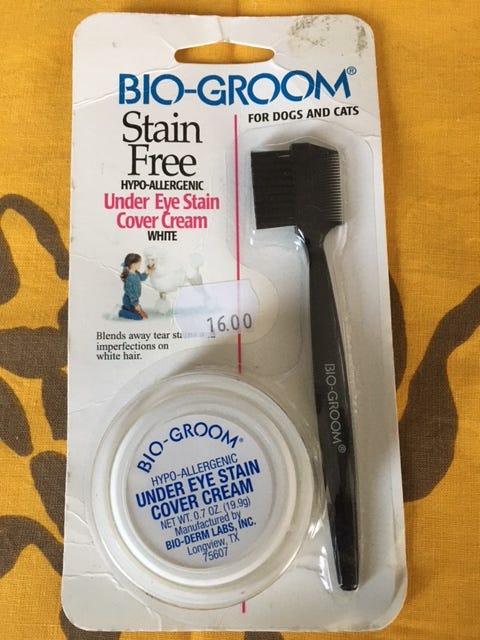 BIO-GROOM®
FOR DOGS AND CATS
Stain
Free
HYPO-ALLERGENIC
Under Eye Stain
Cover Cream
WHITE
16.00
Blends away tear
imperfections on
white hair.
BIO-GROOM®
BIO-GROOM®
HYPO-ALLERGENIC
UNDER EYE STAIN
COVER CREAM
NET WT. 0.7 OZ. (19.9g)
Manufactured by
BIO-DERM LABS, INC.
Longview, TX
75607